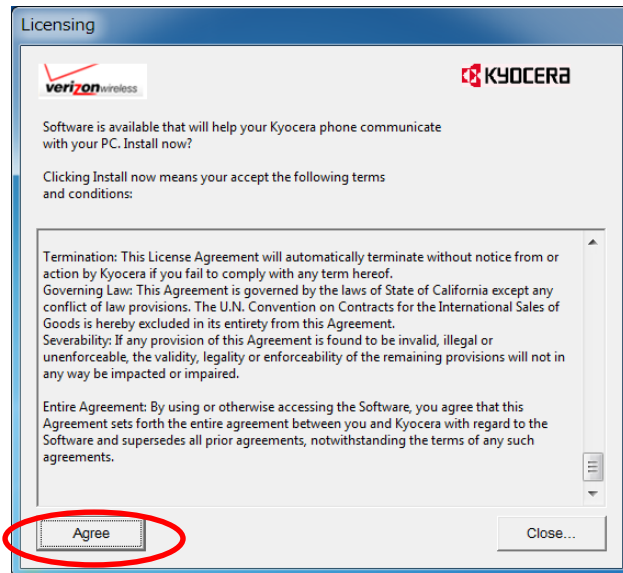 Licensing
verizonwireless
KYOCERA
Software is available that will help your Kyocera phone communicate
with your PC. Install now?
Clicking Install now means your accept the following terms
and conditions:
Termination: This License Agreement will automatically terminate without notice from or
action by Kyocera if you fail to comply with any term hereof.
Governing Law: This Agreement is governed by the laws of State of California except any
conflict of law provisions. The U.N. Convention on Contracts for the International Sales of
Goods is hereby excluded in its entirety from this Agreement.
Severability: If any provision of this Agreement is found to be invalid, illegal or
unenforceable, the validity, legality or enforceability of the remaining provisions will not in
any way be impacted or impaired.
Entire Agreement: By using or otherwise accessing the Software, you agree that this
Agreement sets forth the entire agreement between you and Kyocera with regard to the
Software and supersedes all prior agreements, notwithstanding the terms of any such
agreements.
Agree
Close...